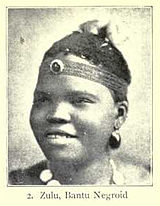 2. Zulu, Bantu Negroid